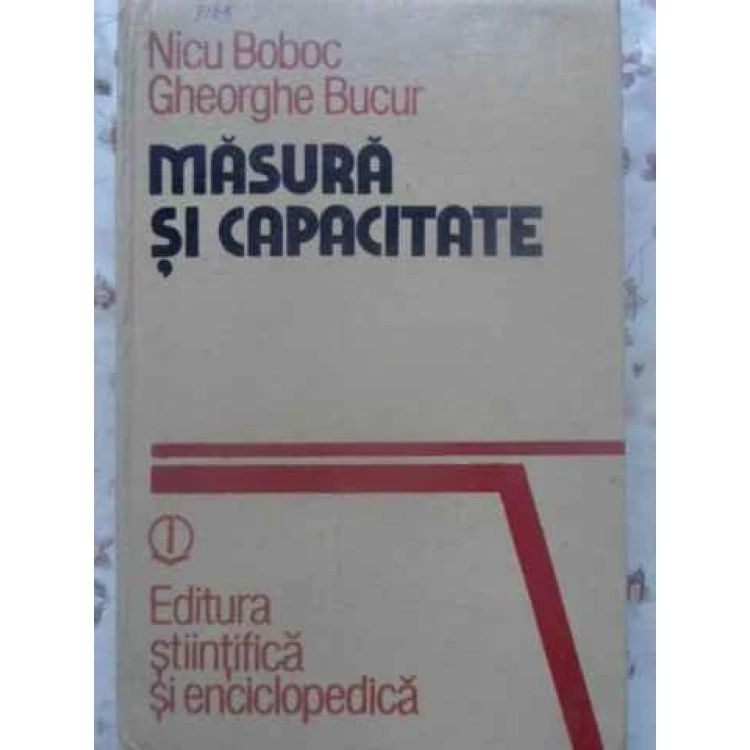 Nicu Boboc
Gheorghe Bucur
MĂSURĂ
ȘI CAPACITATE
Editura
științifică
și enciclopedică